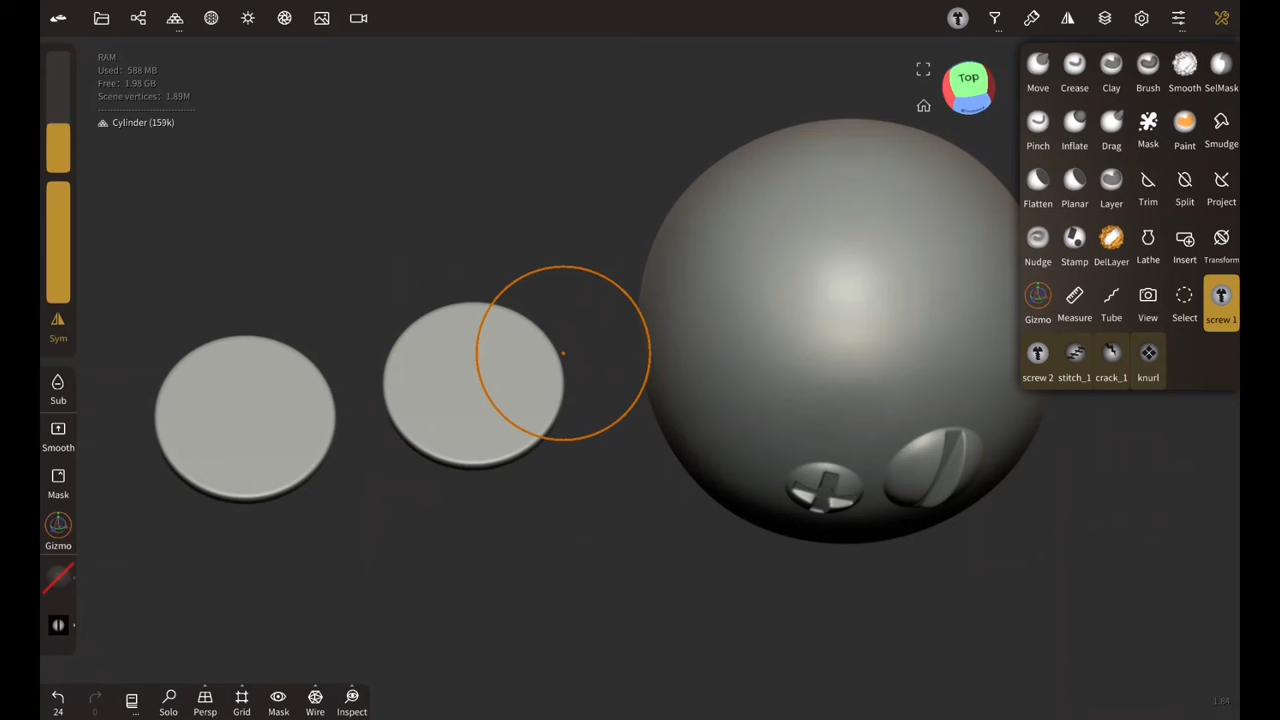 RAM
Used: 588 MB
Free: 1.98 GB
Scene vertices: 1.89M
Cylinder (159k)
Top
Move Crease Clay Brush Smooth SelMask
Pinch Inflate Drag Mask Paint Smudge
Flatten Planar Layer Trim Split Project
Nudge Stamp DelLayer Lathe Insert Transform
Gizmo Measure Tube View Select screw 1
screw 2 stitch_1 crack_1 knurl
Sym
Sub
Smooth
Mask
Gizmo
24 0 Solo Persp Grid Mask Wire Inspect
1.84